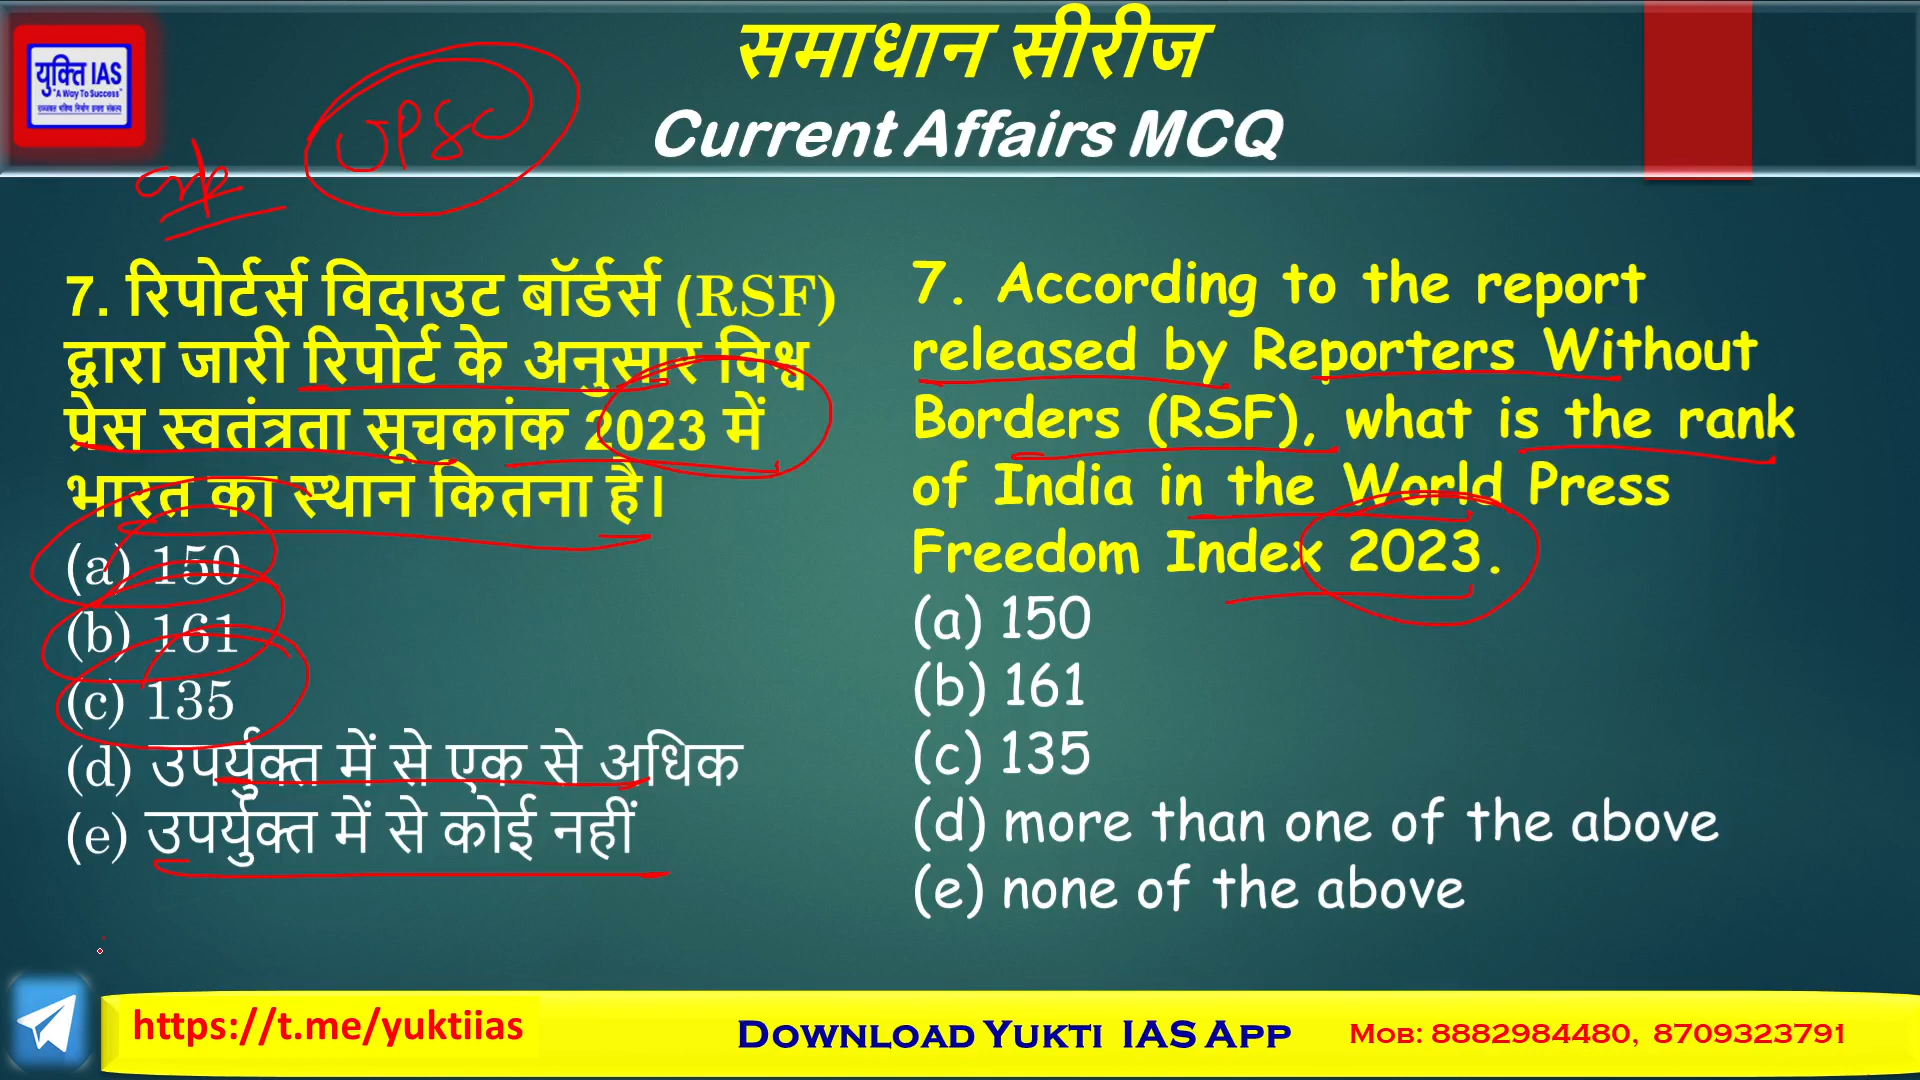 समाधान सीरीज
Current Affairs MCQ
युक्ति IAS
"A Way To Success"
UPSC
7. रिपोर्टर्स विदाउट बॉर्डर्स (RSF)
द्वारा जारी रिपोर्ट के अनुसार विश्व
प्रेस स्वतंत्रता सूचकांक 2023 में
भारत का स्थान कितना है।
(a) 150
(b) 161
(c) 135
(d) उपर्युक्त में से एक से अधिक
(e) उपर्युक्त में से कोई नहीं
7. According to the report
released by Reporters Without
Borders (RSF), what is the rank
of India in the World Press
Freedom Index 2023.
(a) 150
(b) 161
(c) 135
(d) more than one of the above
(e) none of the above
https://t.me/yuktiias
Download Yukti IAS App
Mob: 8882984480, 8709323791